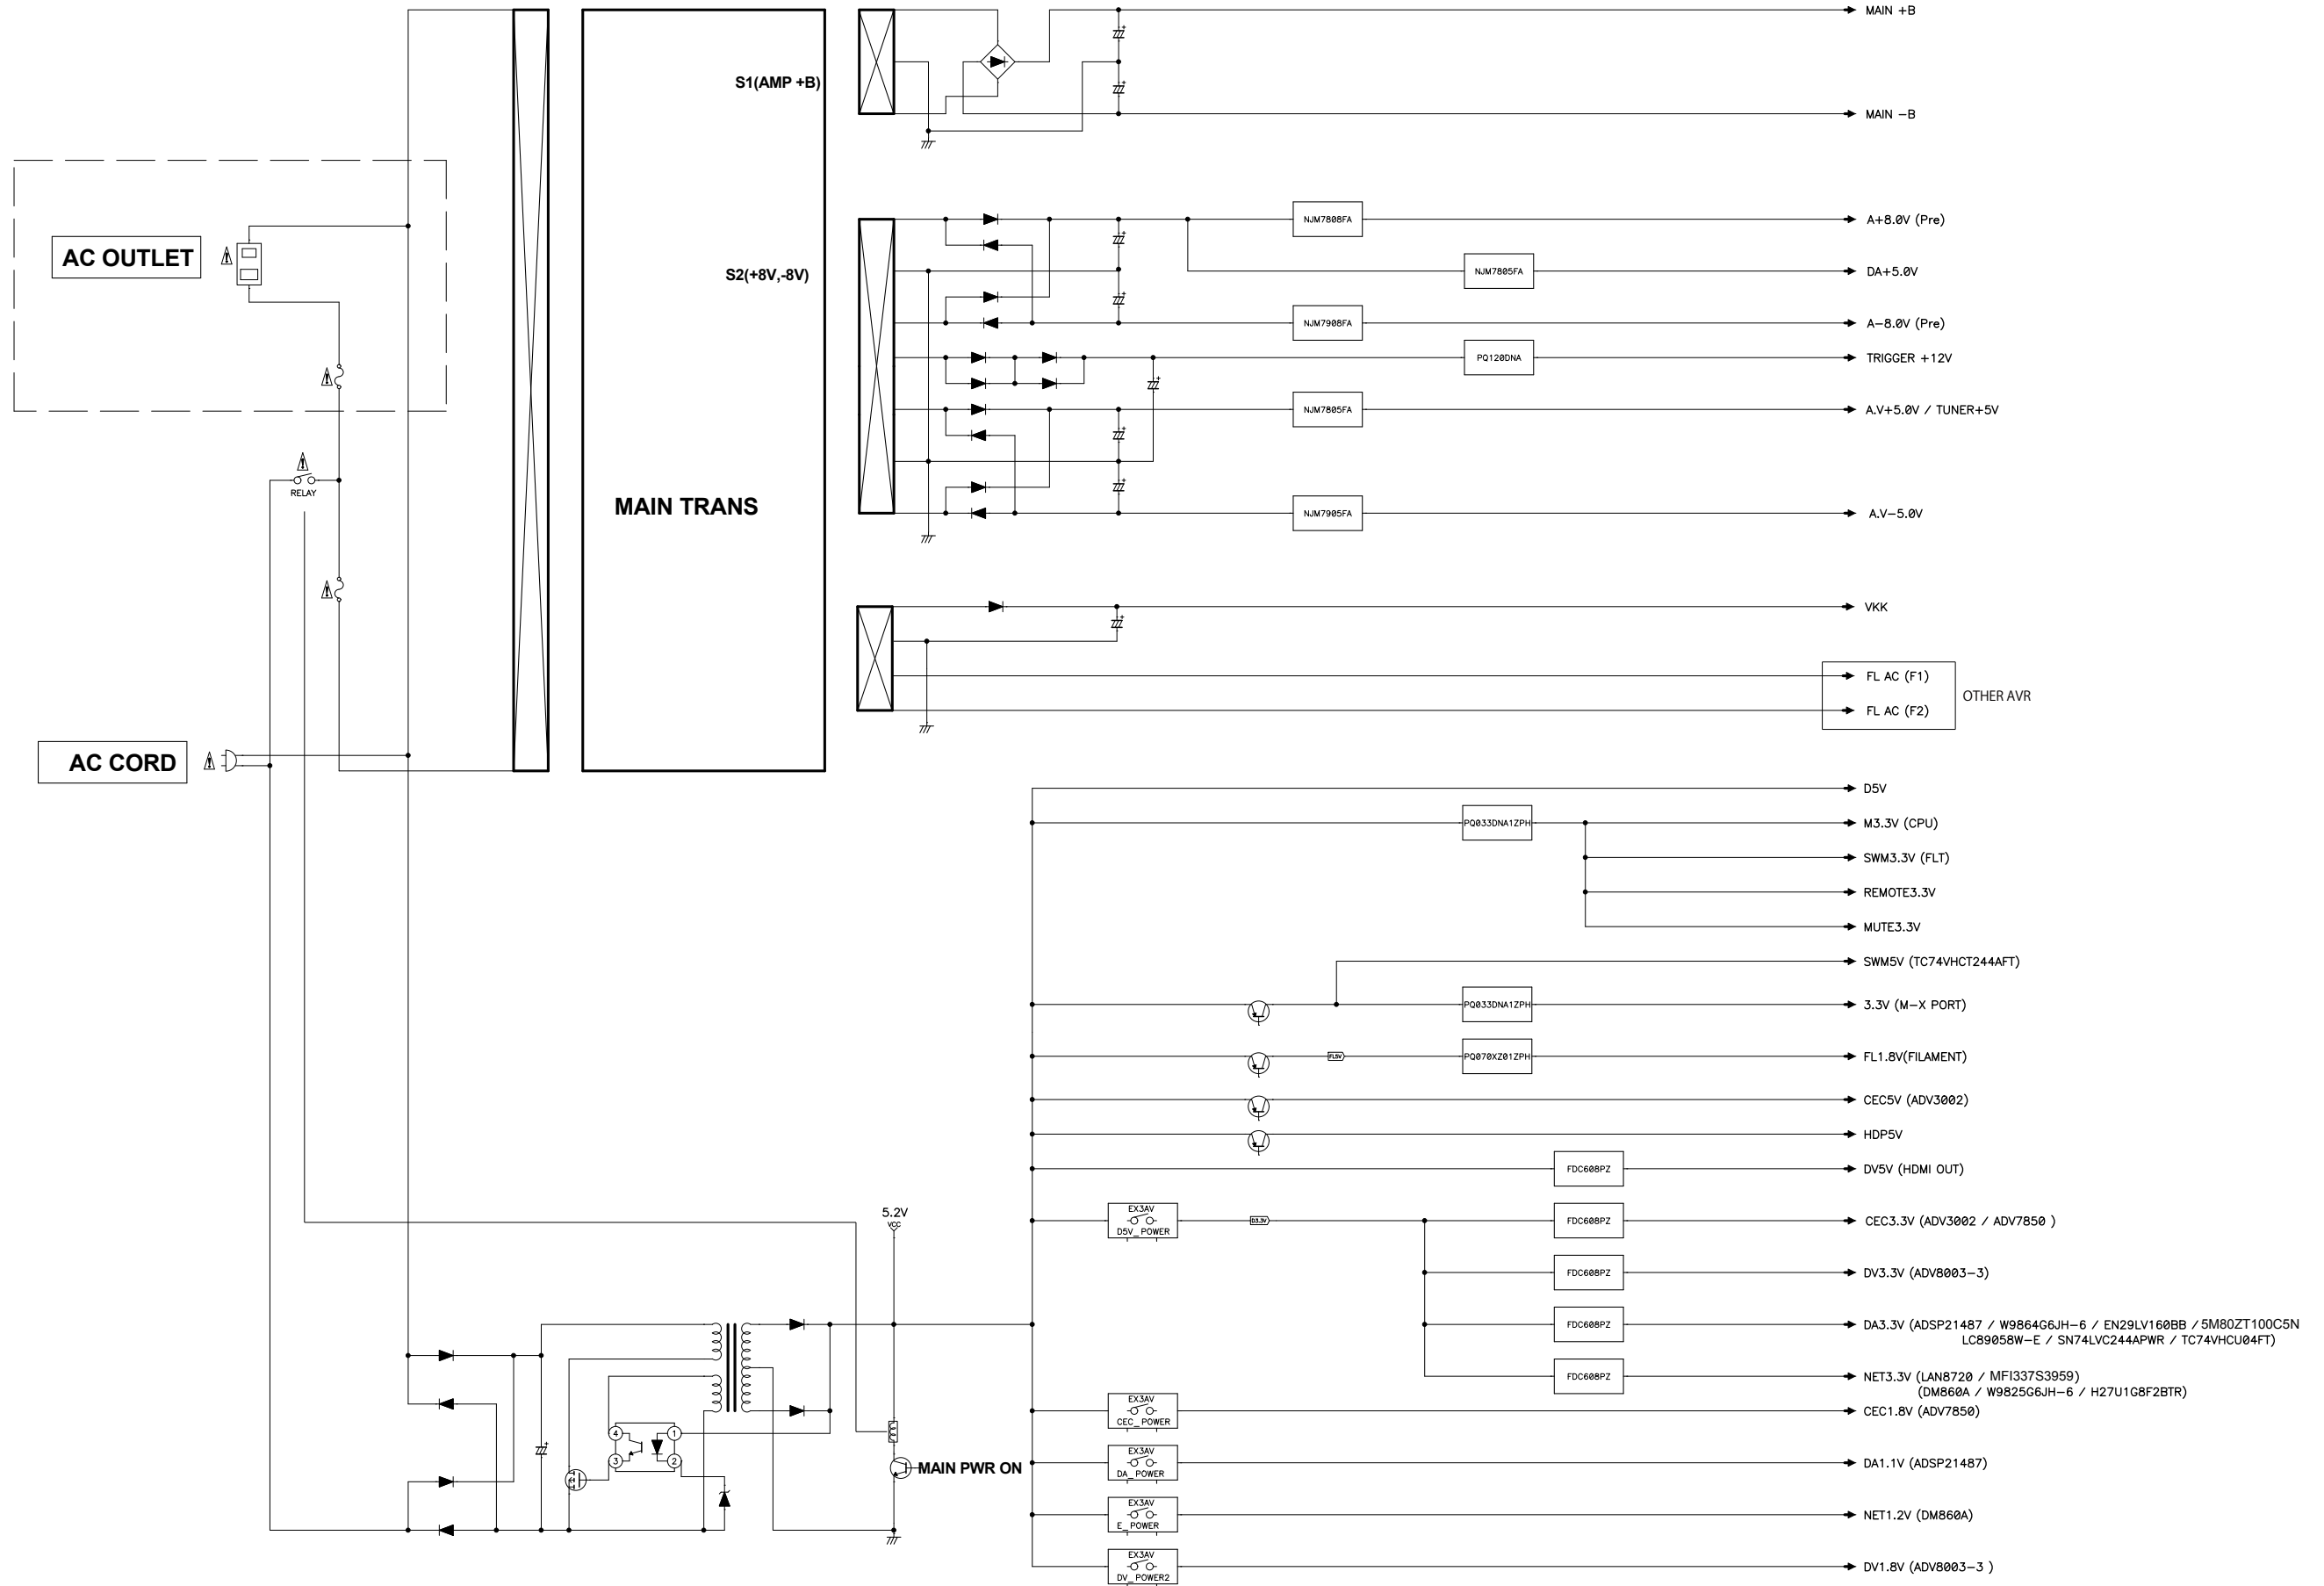 MAIN +B
S1(AMP +B)
MAIN −B
AC OUTLET
S2(+8V,-8V)
NJM7808FA
A+8.0V (Pre)
NJM7805FA
DA+5.0V
NJM7908FA
A−8.0V (Pre)
PQ120DNA
TRIGGER +12V
NJM7805FA
A.V+5.0V / TUNER+5V
RELAY
MAIN TRANS
NJM7905FA
A.V−5.0V
VKK
FL AC (F1)
OTHER AVR
FL AC (F2)
AC CORD
D5V
PQ033DNA1ZPH
M3.3V (CPU)
SWM3.3V (FLT)
REMOTE3.3V
MUTE3.3V
SWM5V (TC74VHCT244AFT)
PQ033DNA1ZPH
3.3V (M−X PORT)
FL5V
PQ070XZ01ZPH
FL1.8V(FILAMENT)
CEC5V (ADV3002)
HDP5V
FDC608PZ
DV5V (HDMI OUT)
5.2V
VCC
EX3AV
D5V_POWER
D3.3V
FDC608PZ
CEC3.3V (ADV3002 / ADV7850 )
FDC608PZ
DV3.3V (ADV8003−3)
FDC608PZ
DA3.3V (ADSP21487 / W9864G6JH−6 / EN29LV160BB / 5M80ZT100C5N
LC89058W−E / SN74LVC244APWR / TC74VHCU04FT)
FDC608PZ
NET3.3V (LAN8720 / MFI337S3959)
(DM860A / W9825G6JH−6 / H27U1G8F2BTR)
EX3AV
CEC_POWER
CEC1.8V (ADV7850)
4
1
3
2
MAIN PWR ON
EX3AV
DA_POWER
DA1.1V (ADSP21487)
EX3AV
E_POWER
NET1.2V (DM860A)
EX3AV
DV_POWER2
DV1.8V (ADV8003−3 )